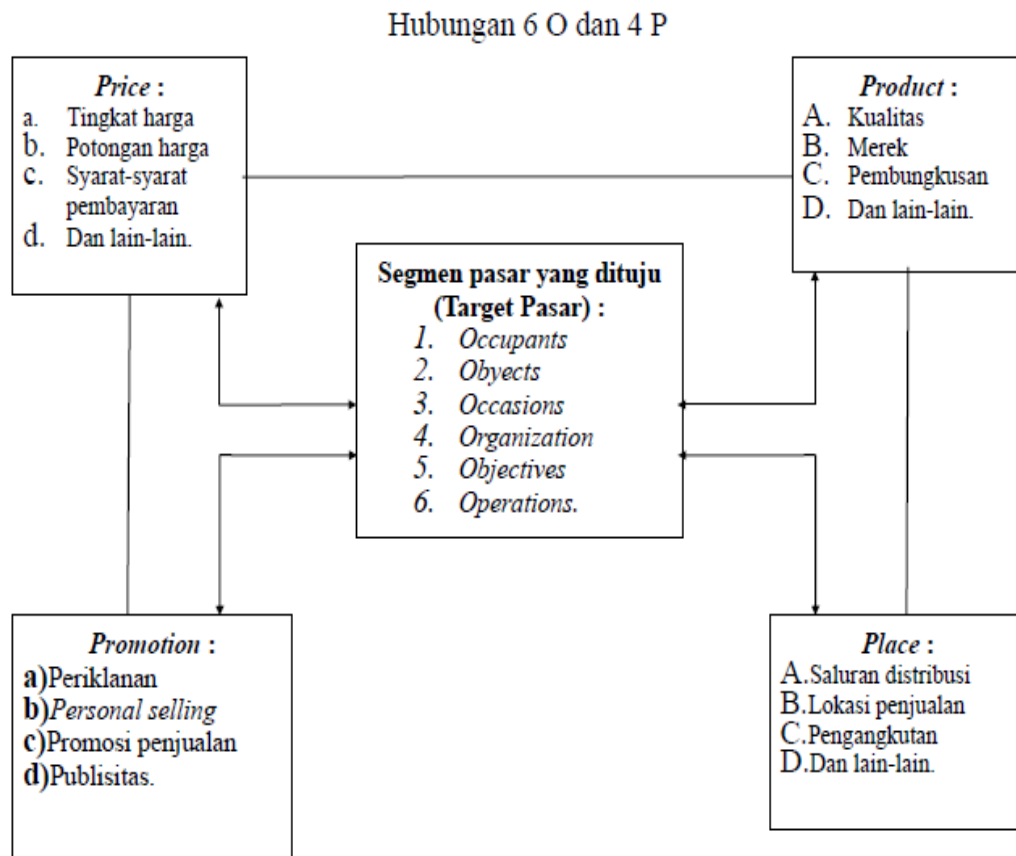 Hubungan 6 O dan 4 P
Price :
a. Tingkat harga
b. Potongan harga
c. Syarat-syarat
pembayaran
d. Dan lain-lain.
Product :
A. Kualitas
B. Merek
C. Pembungkusan
D. Dan lain-lain.
Segmen pasar yang dituju
(Target Pasar) :
1. Occupants
2. Obyects
3. Occasions
4. Organization
5. Objectives
6. Operations.
Promotion :
a)Periklanan
b)Personal selling
c)Promosi penjualan
d)Publisitas.
Place :
A.Saluran distribusi
B.Lokasi penjualan
C.Pengangkutan
D.Dan lain-lain.